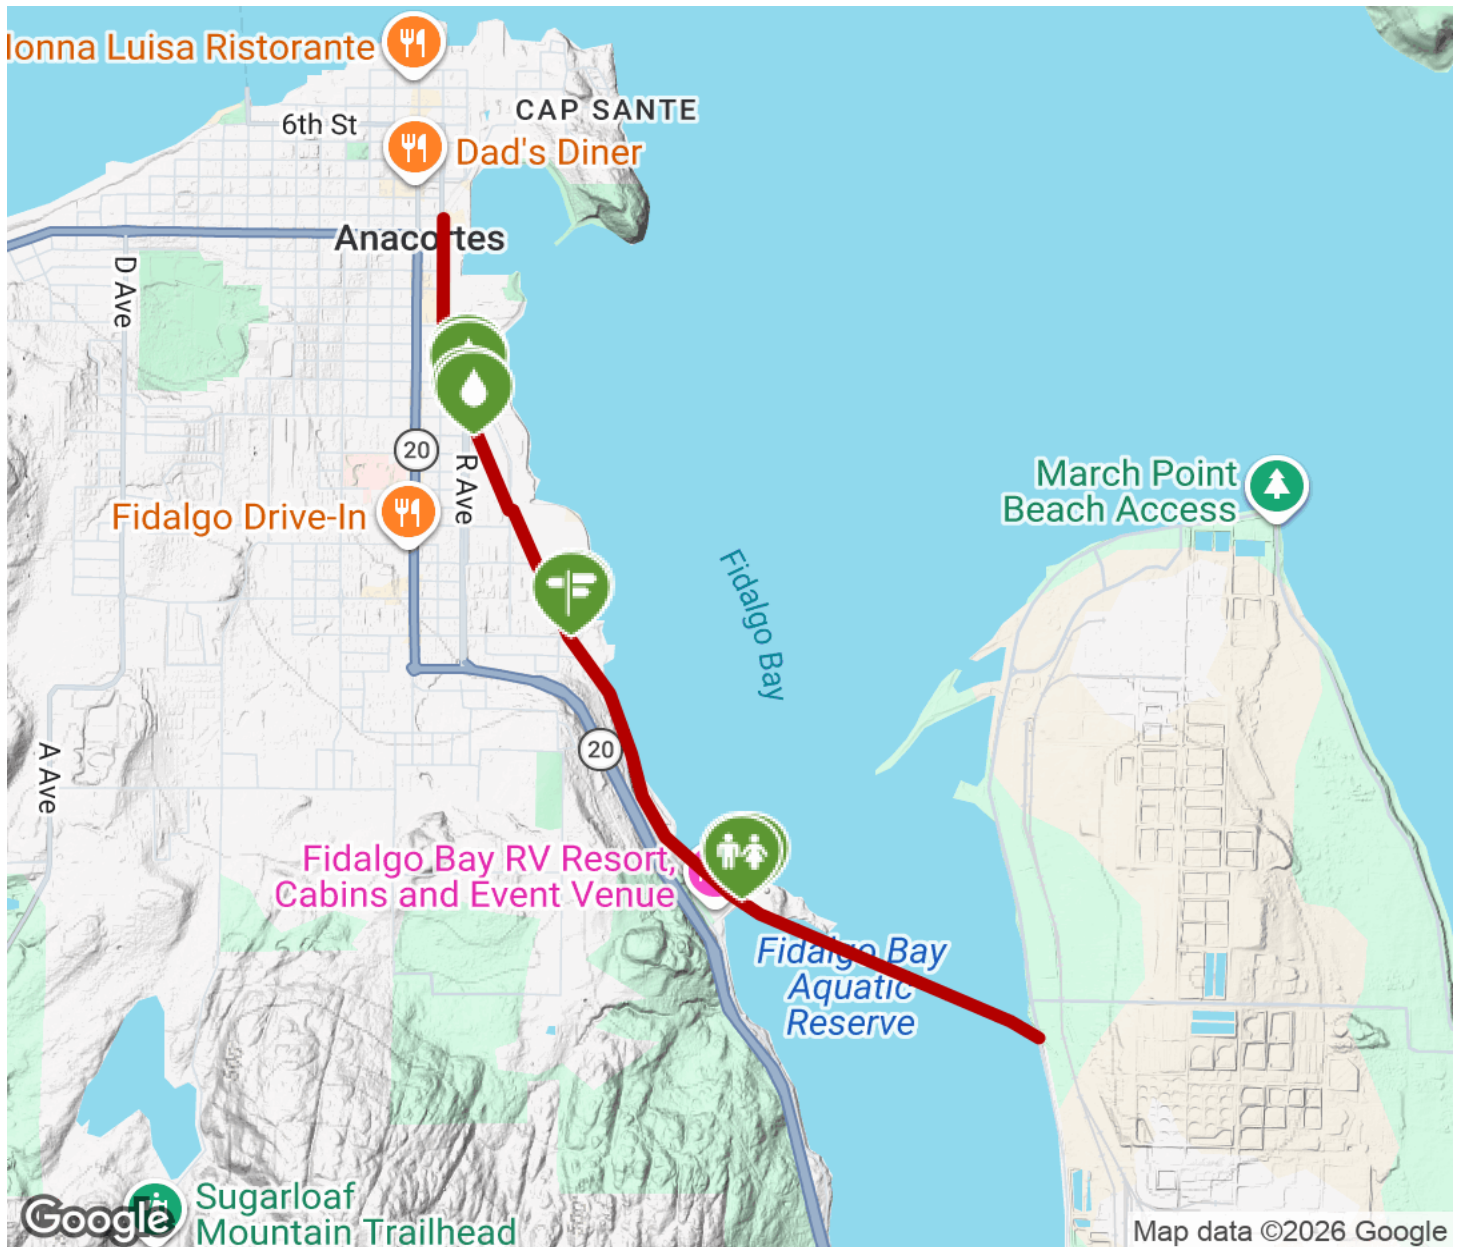 onna Luisa Ristorante
CAP SANTE
6th St
Dad's Diner
Anacortes
D Ave
20
R Ave
March Point
Beach Access
Fidalgo Drive-In
Fidalgo Bay
20
A Ave
Fidalgo Bay RV Resort,
Cabins and Event Venue
Fidalgo Bay
Aquatic
Reserve
Sugarloaf
Mountain Trailhead
Google
Map data ©2026 Google